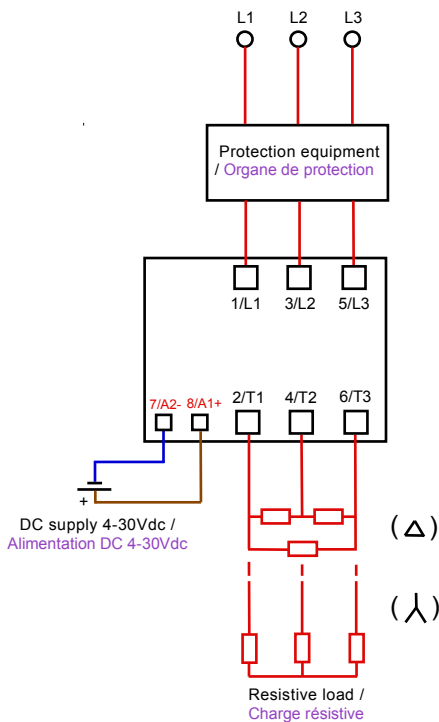 L1 L2 L3
Protection equipment
/ Organe de protection
1/L1 3/L2 5/L3
7/A2- 8/A1+ 2/T1 4/T2 6/T3
+
DC supply 4-30Vdc /
Alimentation DC 4-30Vdc
Resistive load /
Charge résistive